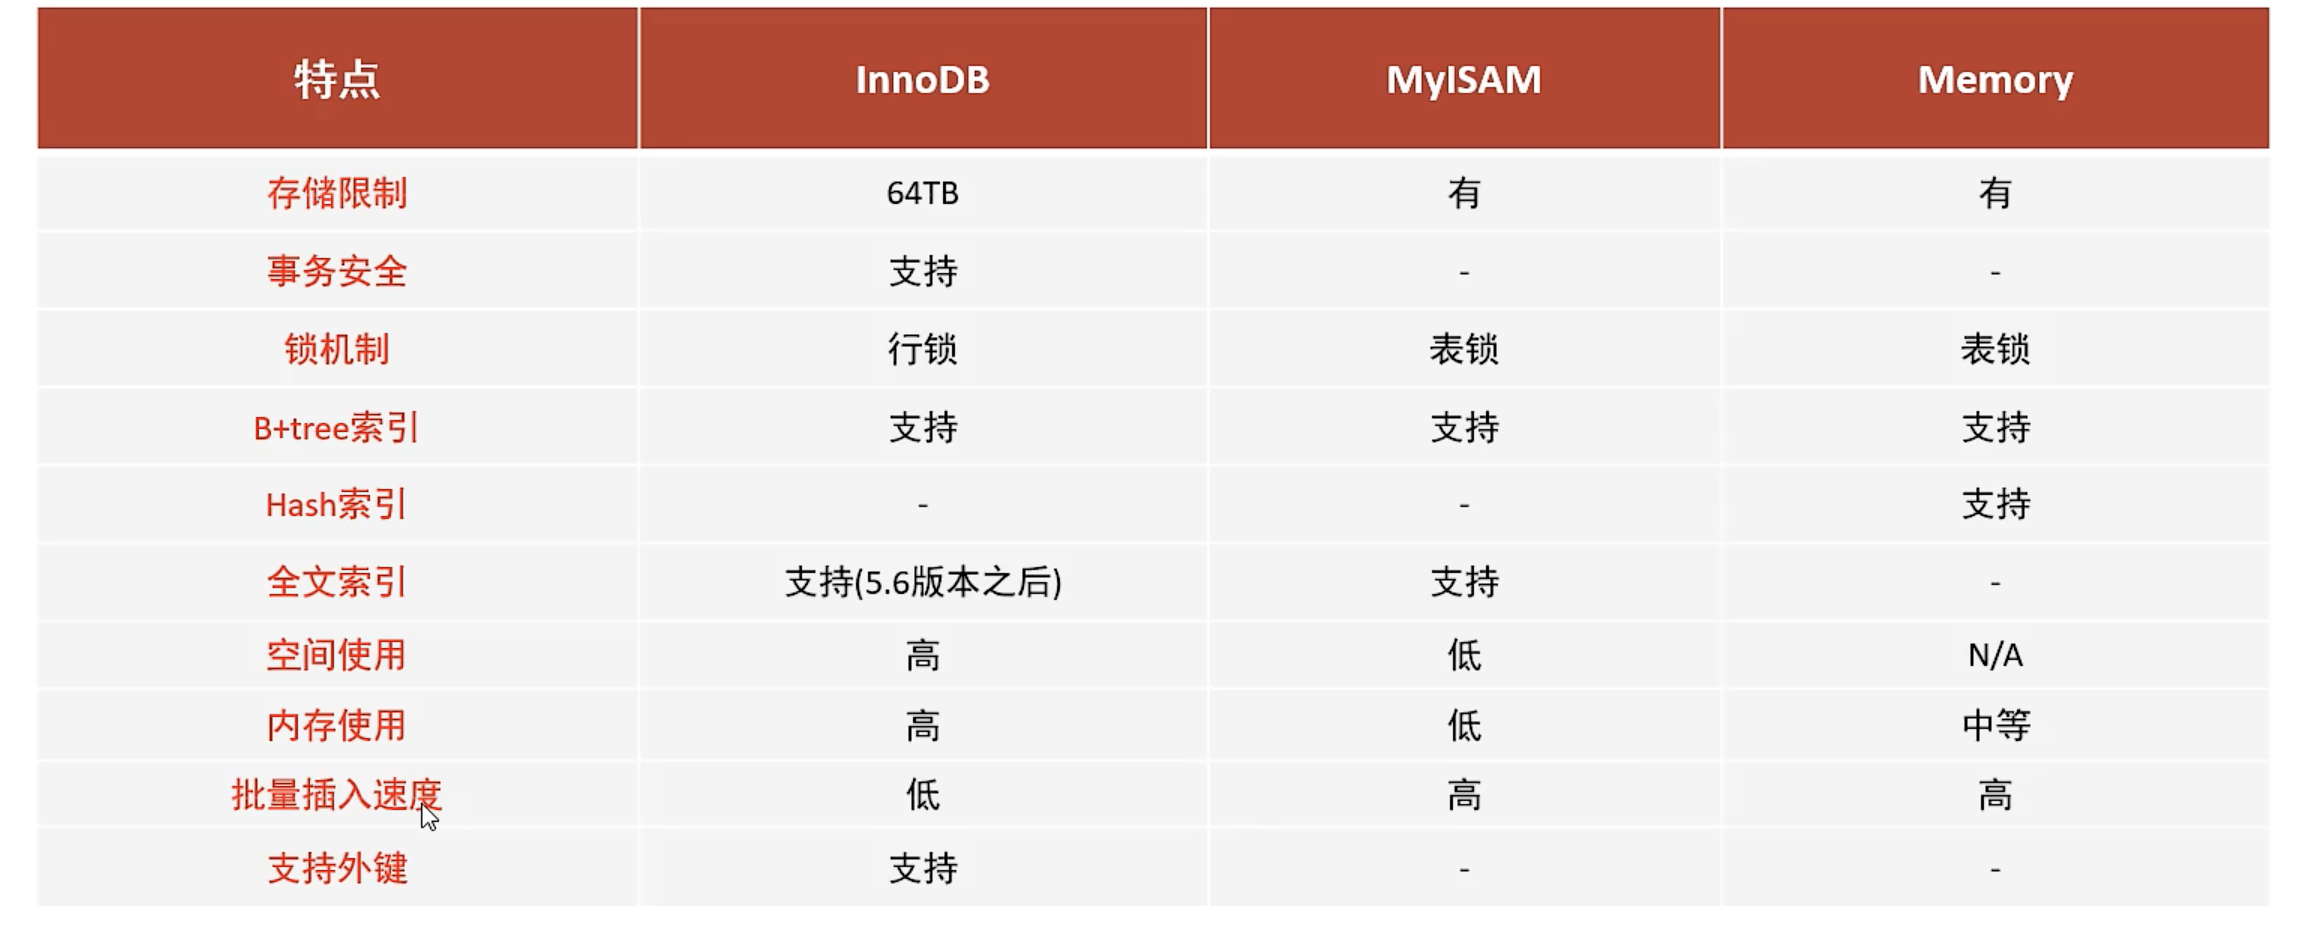 特点 InnoDB MyISAM Memory
存储限制 64TB 有 有
事务安全 支持 - -
锁机制 行锁 表锁 表锁
B+tree索引 支持 支持 支持
Hash索引 - - 支持
全文索引 支持(5.6版本之后) 支持 -
空间使用 高 低 N/A
内存使用 高 低 中等
批量插入速度 低 高 高
支持外键 支持 - -